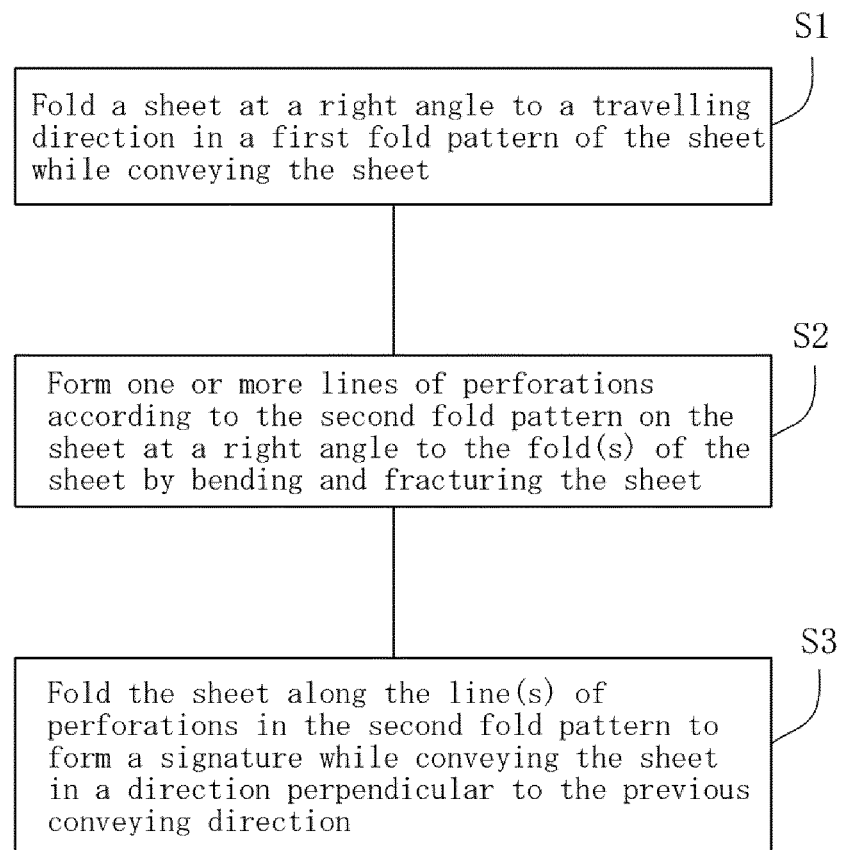 S1
Fold a sheet at a right angle to a travelling
direction in a first fold pattern of the sheet
while conveying the sheet
S2
Form one or more lines of perforations
according to the second fold pattern on the
sheet at a right angle to the fold(s) of the
sheet by bending and fracturing the sheet
S3
Fold the sheet along the line(s) of
perforations in the second fold pattern to
form a signature while conveying the sheet
in a direction perpendicular to the previous
conveying direction